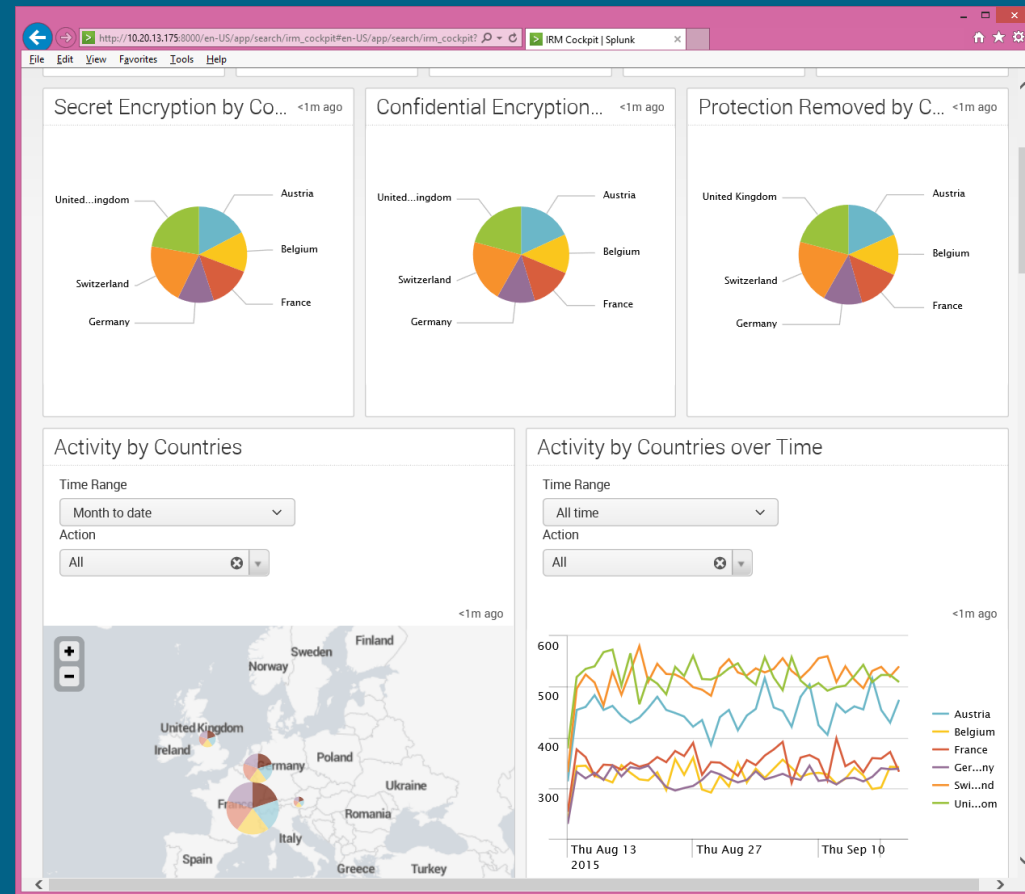 http://10.20.13.175:8000/en-US/app/search/irm_cockpit#en-US/app/search/irm_cockpit?
IRM Cockpit | Splunk
File Edit View Favorites Tools Help
Secret Encryption by Co... <1m ago
United...ingdom
Austria
Belgium
Switzerland
France
Germany
Confidential Encryption... <1m ago
United...ingdom
Austria
Belgium
Switzerland
France
Germany
Protection Removed by C... <1m ago
United Kingdom
Austria
Belgium
Switzerland
France
Germany
Activity by Countries
Time Range
Month to date
Action
All
<1m ago
+
-
Finland
Sweden
Norway
United Kingdom
Ireland
Poland
Germany
Ukraine
France
Romania
Italy
Spain
Greece
Turkey
Activity by Countries over Time
Time Range
All time
Action
All
<1m ago
600
500
400
300
Thu Aug 13
2015
Thu Aug 27
Thu Sep 10
Austria
Belgium
France
Ger...ny
Swi...nd
Uni...om